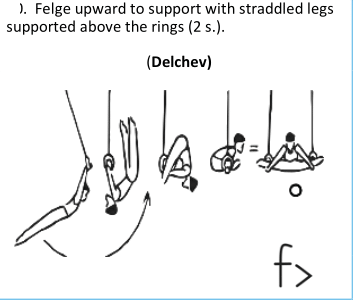 ). Felge upward to support with straddled legs
supported above the rings (2 s.).
(Delchev)
=
f>